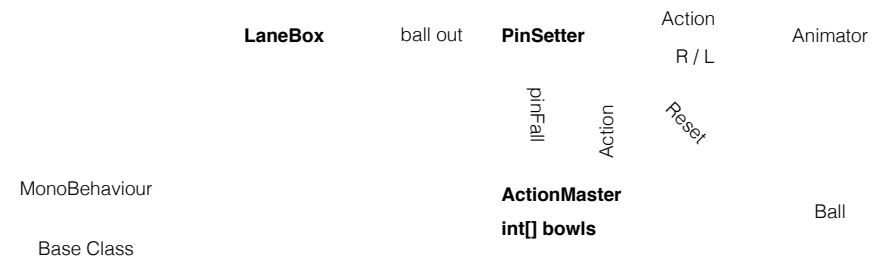 Action
LaneBox ball out PinSetter Animator
R / L
pinFall Action Reset
MonoBehaviour
ActionMaster
Ball
int[] bowls
Base Class